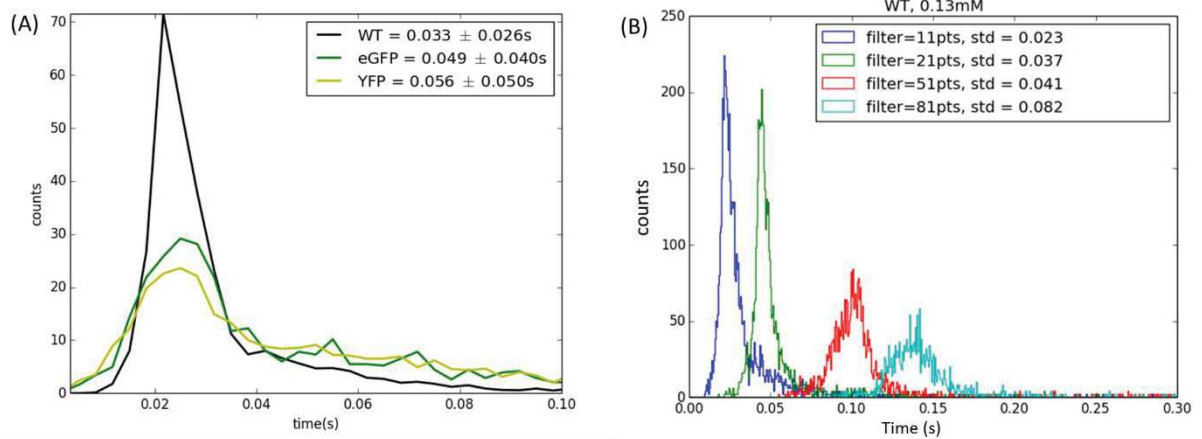 (A)
WT = 0.033 ± 0.026s
eGFP = 0.049 ± 0.040s
YFP = 0.056 ± 0.050s
70
60
50
40
30
20
10
0
counts
0.02 0.04 0.06 0.08 0.10
time(s)
(B)
WT, 0.13mM
filter=11pts, std = 0.023
filter=21pts, std = 0.037
filter=51pts, std = 0.041
filter=81pts, std = 0.082
250
200
150
100
50
0
counts
0.00 0.05 0.10 0.15 0.20 0.25 0.30
Time (s)